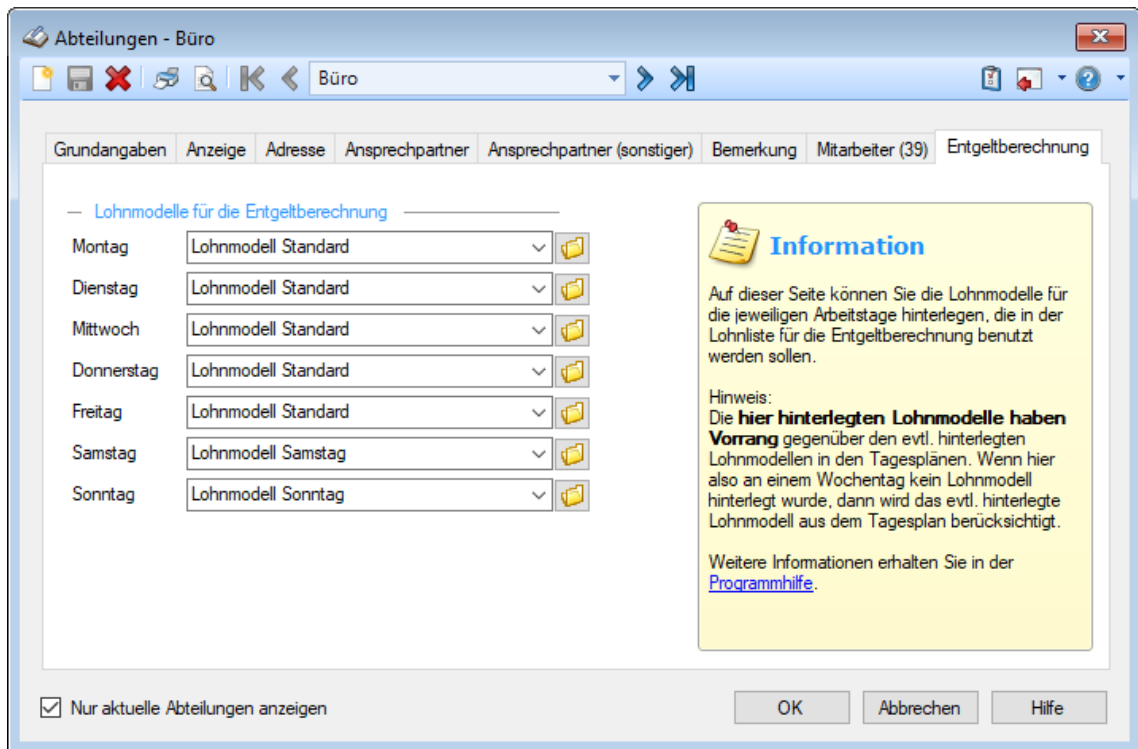 Abteilungen - Büro
Büro
Grundangaben Anzeige Adresse Ansprechpartner Ansprechpartner (sonstiger) Bemerkung Mitarbeiter (39) Entgeltberechnung
Lohnmodelle für die Entgeltberechnung
Montag Lohnmodell Standard
Dienstag Lohnmodell Standard
Mittwoch Lohnmodell Standard
Donnerstag Lohnmodell Standard
Freitag Lohnmodell Standard
Samstag Lohnmodell Samstag
Sonntag Lohnmodell Sonntag
Information
Auf dieser Seite können Sie die Lohnmodelle für
die jeweiligen Arbeitstage hinterlegen, die in der
Lohnliste für die Entgeltberechnung benutzt
werden sollen.
Hinweis:
Die hier hinterlegten Lohnmodelle haben
Vorrang gegenüber den evtl. hinterlegten
Lohnmodellen in den Tagesplänen. Wenn hier
also an einem Wochentag kein Lohnmodell
hinterlegt wurde, dann wird das evtl. hinterlegte
Lohnmodell aus dem Tagesplan berücksichtigt.
Weitere Informationen erhalten Sie in der
Programmhilfe.
Nur aktuelle Abteilungen anzeigen
OK Abbrechen Hilfe